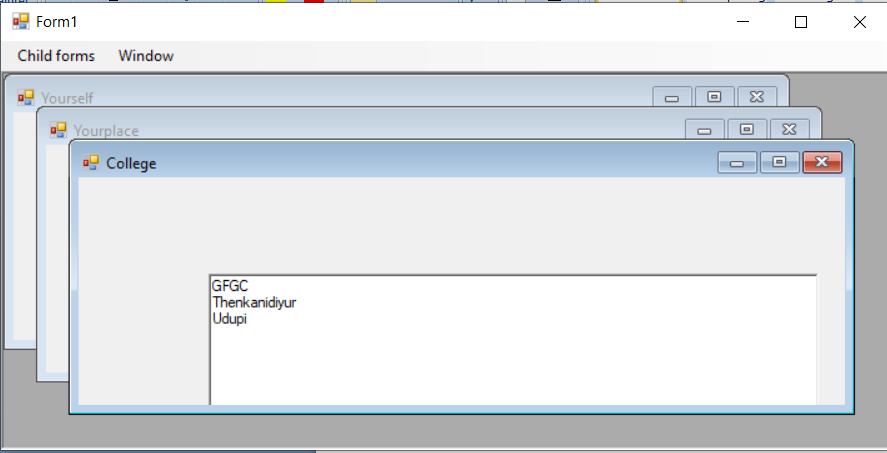 Form1
Child forms Window
Yourself
Yourplace
College
GFGC
Thenkanidiyur
Udupi